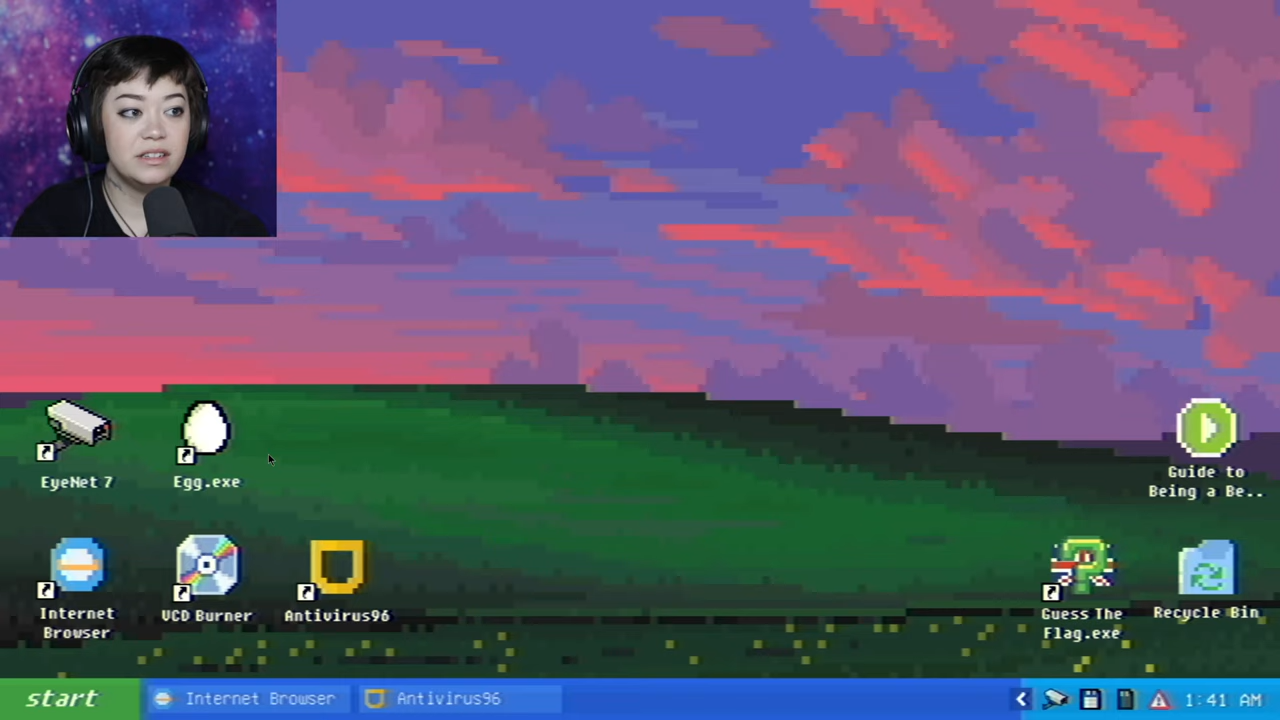 EyeNet 7
Egg.exe
Guide to
Being a Be..
Internet
Browser
VCD Burner
Antivirus96
Guess The
Flag.exe
Recycle Bin
start
Internet Browser
Antivirus96
1:41 AM